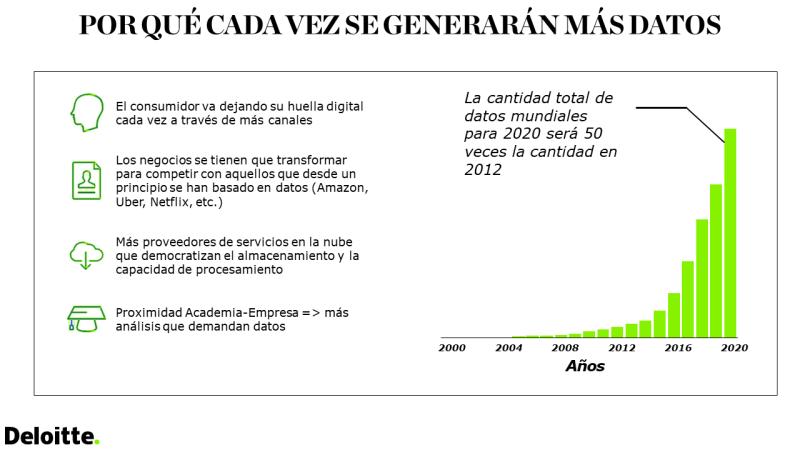 POR QUÉ CADA VEZ SE GENERARÁN MÁS DATOS
El consumidor va dejando su huella digital
cada vez a través de más canales
Los negocios se tienen que transformar
para competir con aquellos que desde un
principio se han basado en datos (Amazon,
Uber, Netflix, etc.)
Más proveedores de servicios en la nube
que democratizan el almacenamiento y la
capacidad de procesamiento
Proximidad Academia-Empresa => más
análisis que demandan datos
La cantidad total de
datos mundiales
para 2020 será 50
veces la cantidad en
2012
2000 2004 2008 2012 2016 2020
Años
Deloitte.